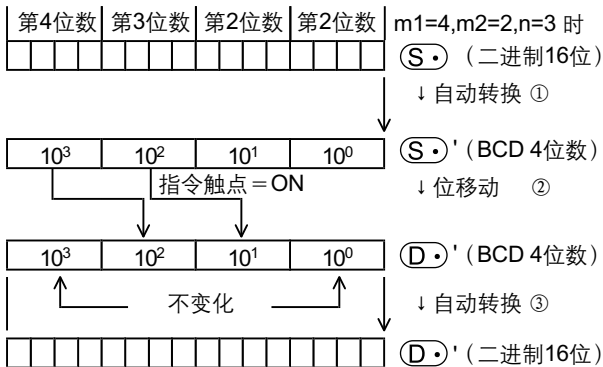 第4位数 第3位数 第2位数 第2位数 m1=4,m2=2,n=3 时
(S·) (二进制16位)
↓自动转换 ①
10³ 10² 10¹ 10⁰ (S·)' (BCD 4位数)
指令触点=ON ↓位移动 ②
10³ 10² 10¹ 10⁰ (D·)' (BCD 4位数)
不变化 ↓自动转换 ③
(D·)' (二进制16位)